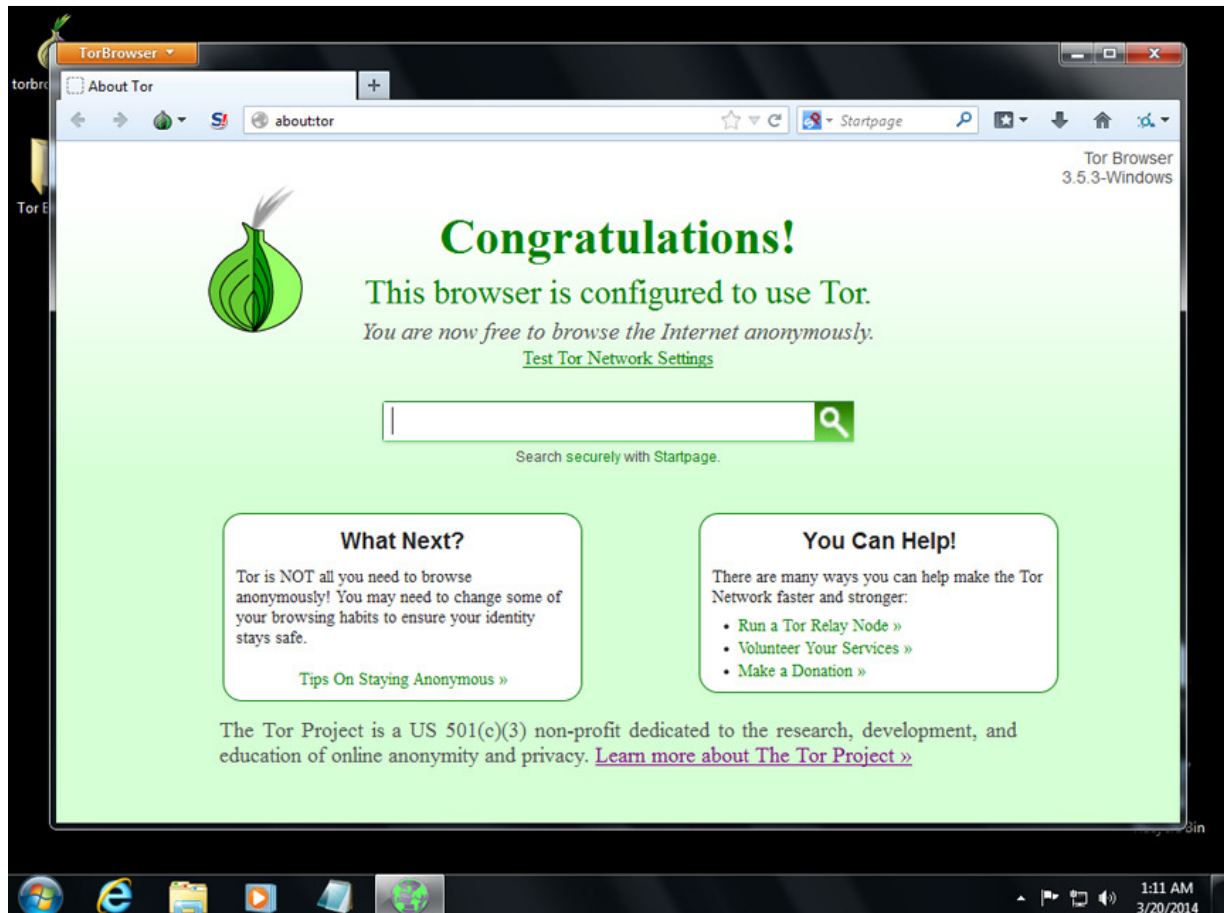 torbro
TorBrowser
About Tor
about:tor
Startpage
Tor Browser
3.5.3-Windows
Tor B
Congratulations!
This browser is configured to use Tor.
You are now free to browse the Internet anonymously.
Test Tor Network Settings
Search securely with Startpage.
What Next?
Tor is NOT all you need to browse
anonymously! You may need to change some of
your browsing habits to ensure your identity
stays safe.
Tips On Staying Anonymous »
You Can Help!
There are many ways you can help make the Tor
Network faster and stronger:
• Run a Tor Relay Node »
• Volunteer Your Services »
• Make a Donation »
The Tor Project is a US 501(c)(3) non-profit dedicated to the research, development, and
education of online anonymity and privacy. Learn more about The Tor Project »
Bin
1:11 AM
3/20/2014